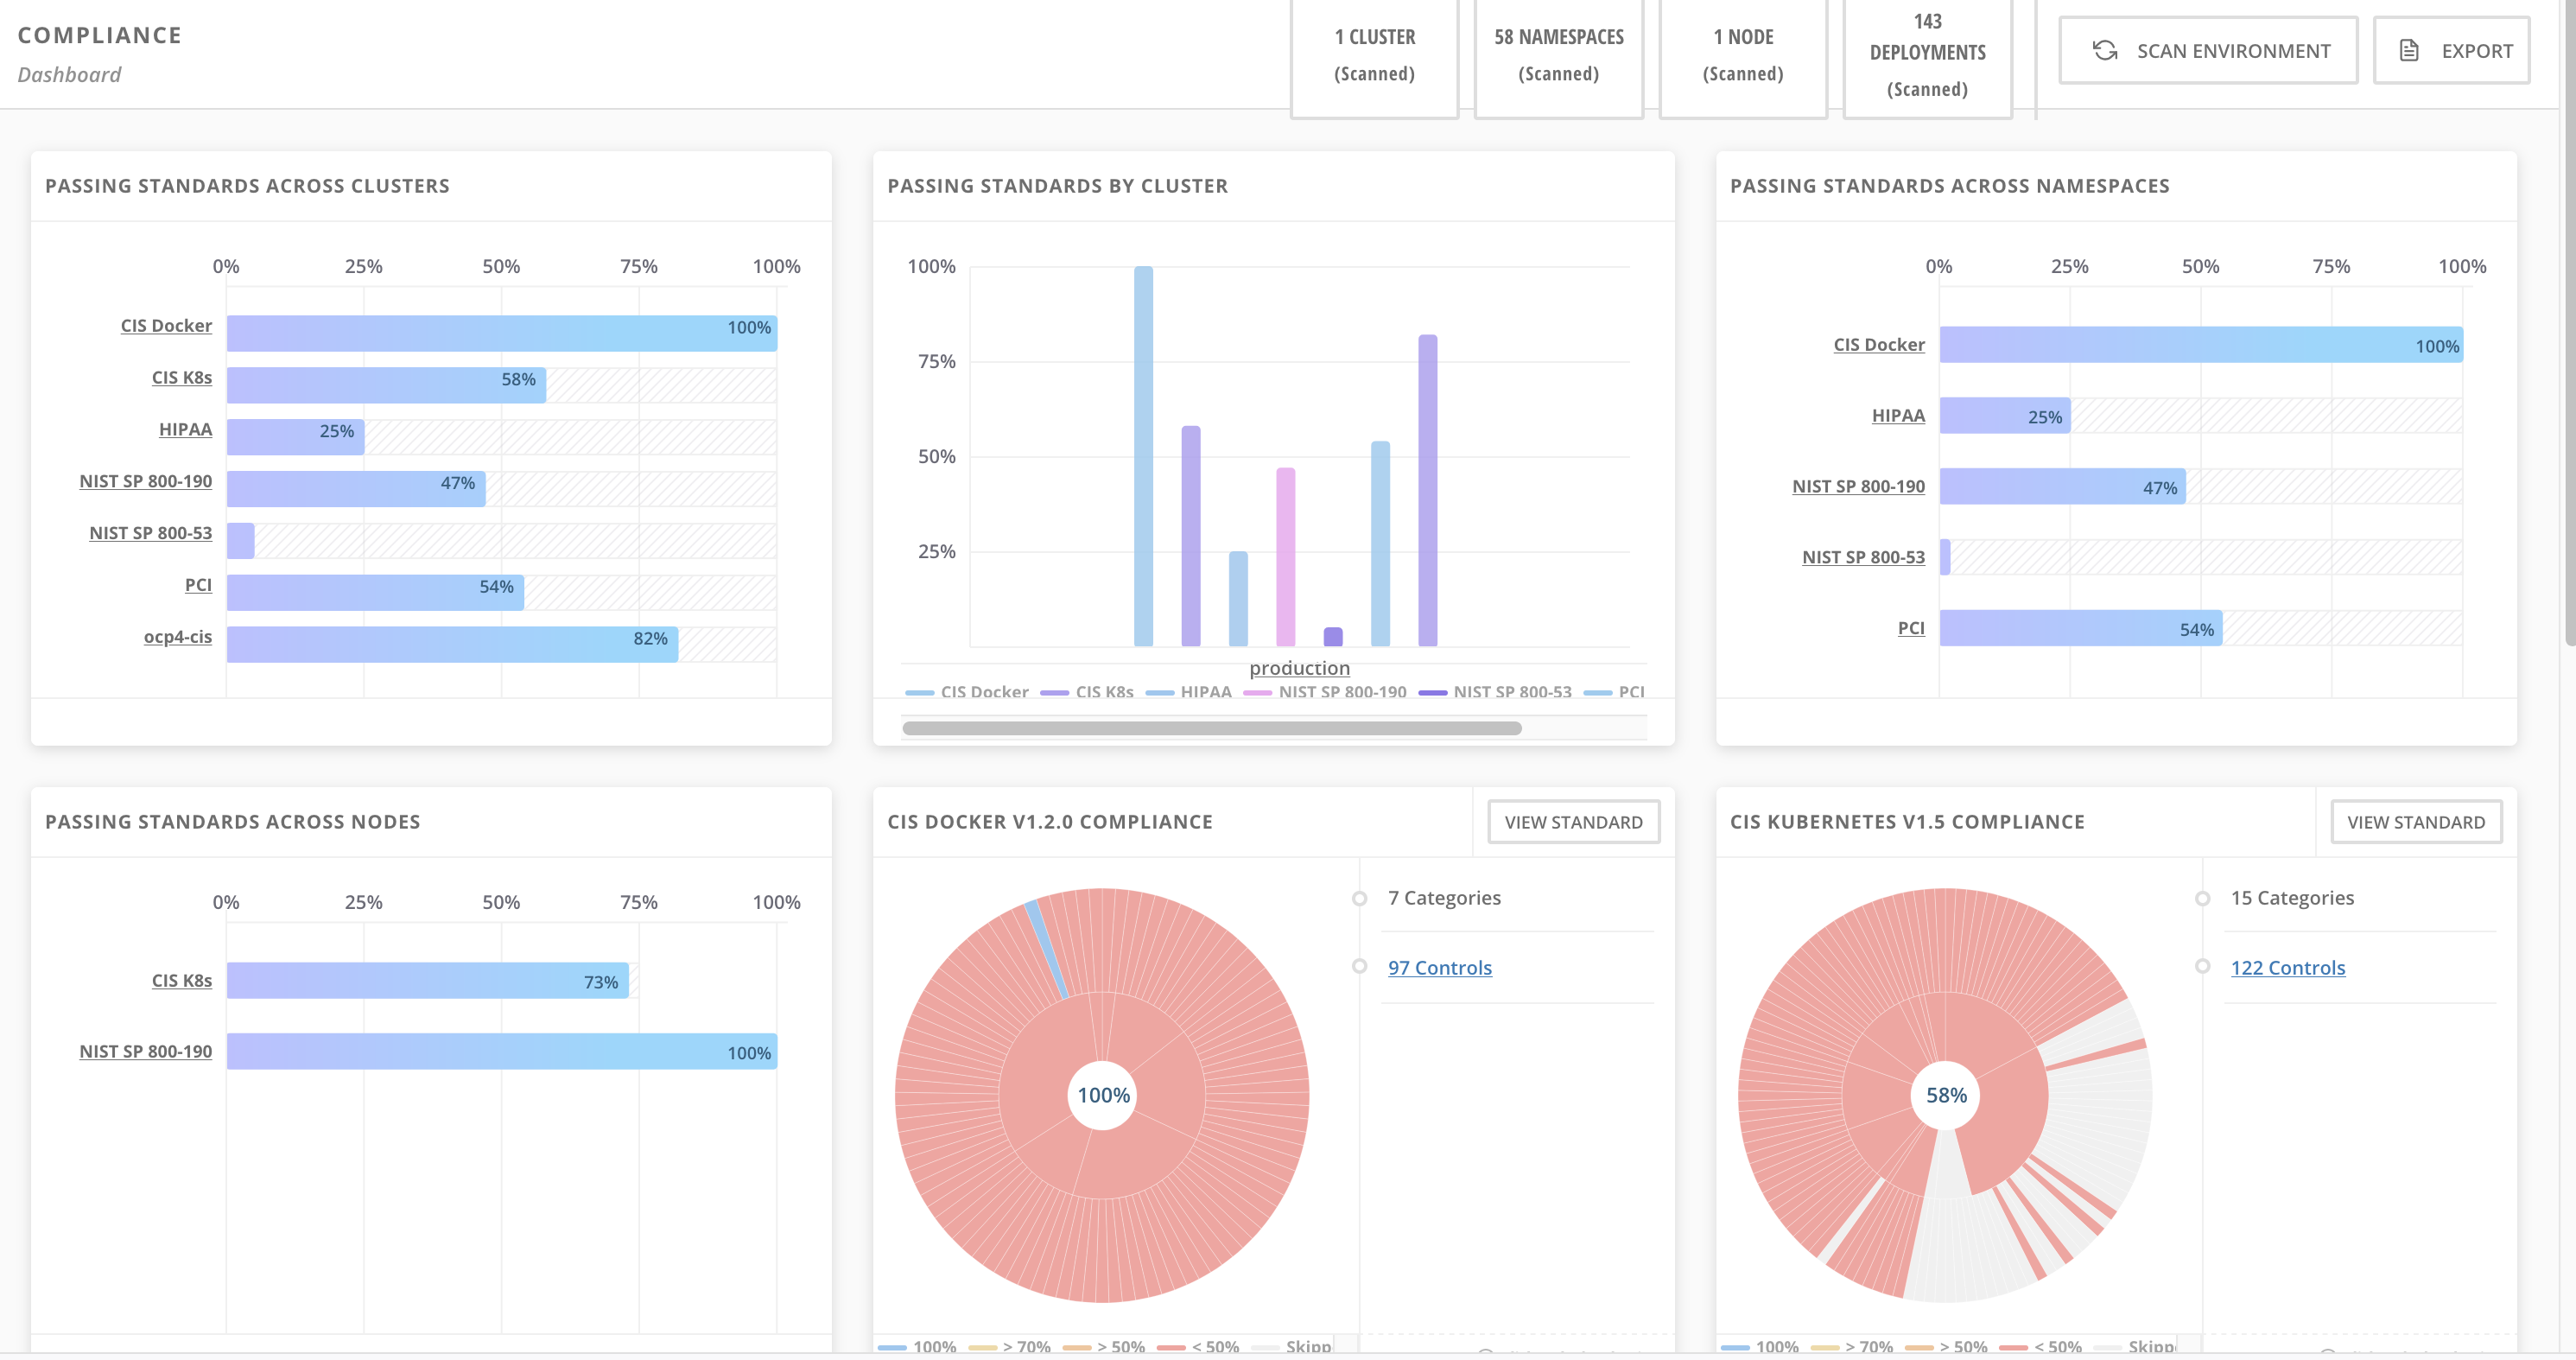 COMPLIANCE
Dashboard
1 CLUSTER
(Scanned)
58 NAMESPACES
(Scanned)
1 NODE
(Scanned)
143
DEPLOYMENTS
(Scanned)
SCAN ENVIRONMENT
EXPORT
PASSING STANDARDS ACROSS CLUSTERS
0% 25% 50% 75% 100%
CIS Docker 100%
CIS K8s 58%
HIPAA 25%
NIST SP 800-190 47%
NIST SP 800-53
PCI 54%
ocp4-cis 82%
PASSING STANDARDS BY CLUSTER
100%
75%
50%
25%
production
CIS Docker CIS K8s HIPAA NIST SP 800-190 NIST SP 800-53 PCI
PASSING STANDARDS ACROSS NAMESPACES
0% 25% 50% 75% 100%
CIS Docker 100%
HIPAA 25%
NIST SP 800-190 47%
NIST SP 800-53
PCI 54%
PASSING STANDARDS ACROSS NODES
0% 25% 50% 75% 100%
CIS K8s 73%
NIST SP 800-190 100%
CIS DOCKER V1.2.0 COMPLIANCE
VIEW STANDARD
100%
7 Categories
97 Controls
100% > 70% > 50% < 50% Skipp
CIS KUBERNETES V1.5 COMPLIANCE
VIEW STANDARD
58%
15 Categories
122 Controls
100% > 70% > 50% < 50% Skipp